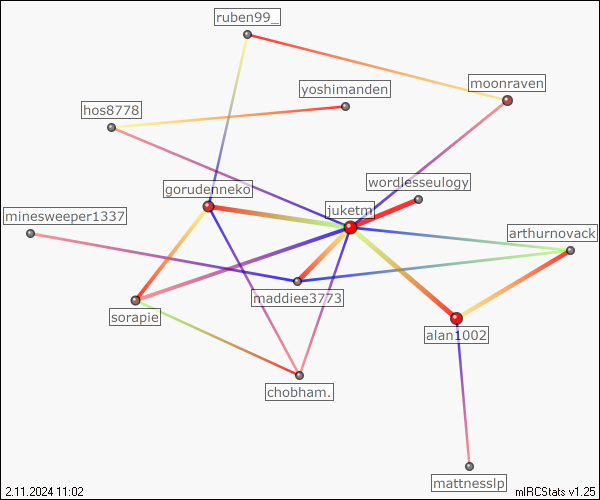 ruben99_
moonraven
yoshimanden
hos8778
wordlesseulogy
gorudenneko
juketm
minesweeper1337
arthurnovack
maddiee3773
sorapie
alan1002
chobham.
mattnesslp
2.11.2024 11:02
mIRCStats v1.25